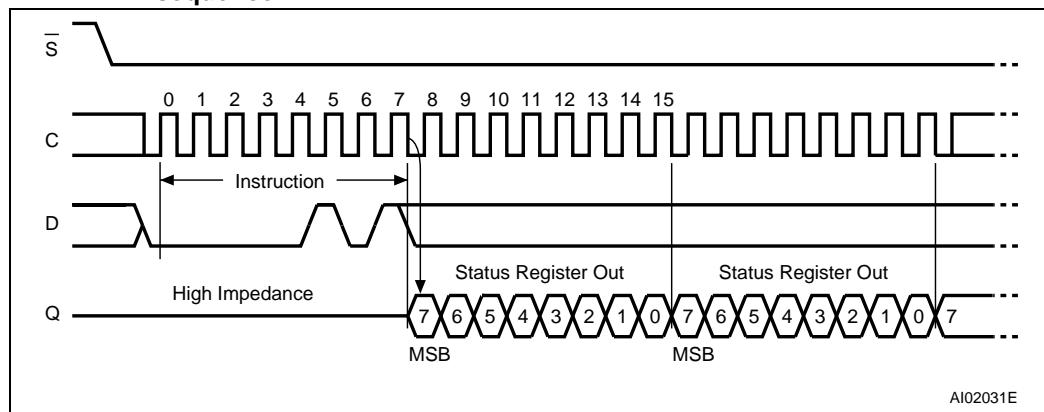 S
0 1 2 3 4 5 6 7 8 9 10 11 12 13 14 15
C
Instruction
D
Status Register Out Status Register Out
High Impedance
Q 7 6 5 4 3 2 1 0 7 6 5 4 3 2 1 0 7
MSB MSB
AI02031E